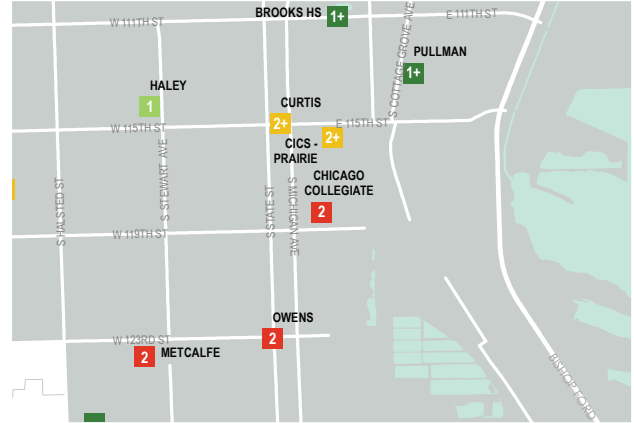 BROOKS HS
1+
W 111TH ST
E 111TH ST
S COTTAGE GROVE AVE
PULLMAN
1+
HALEY
1
CURTIS
2+
W 115TH ST
E 115TH ST
2+
CICS -
PRAIRIE
CHICAGO
COLLEGIATE
2
S HALSTED ST
S STEWART AVE
S STATE ST
S MICHIGAN AVE
W 119TH ST
OWENS
2
W 123RD ST
2
METCALFE
BISHOP FORD